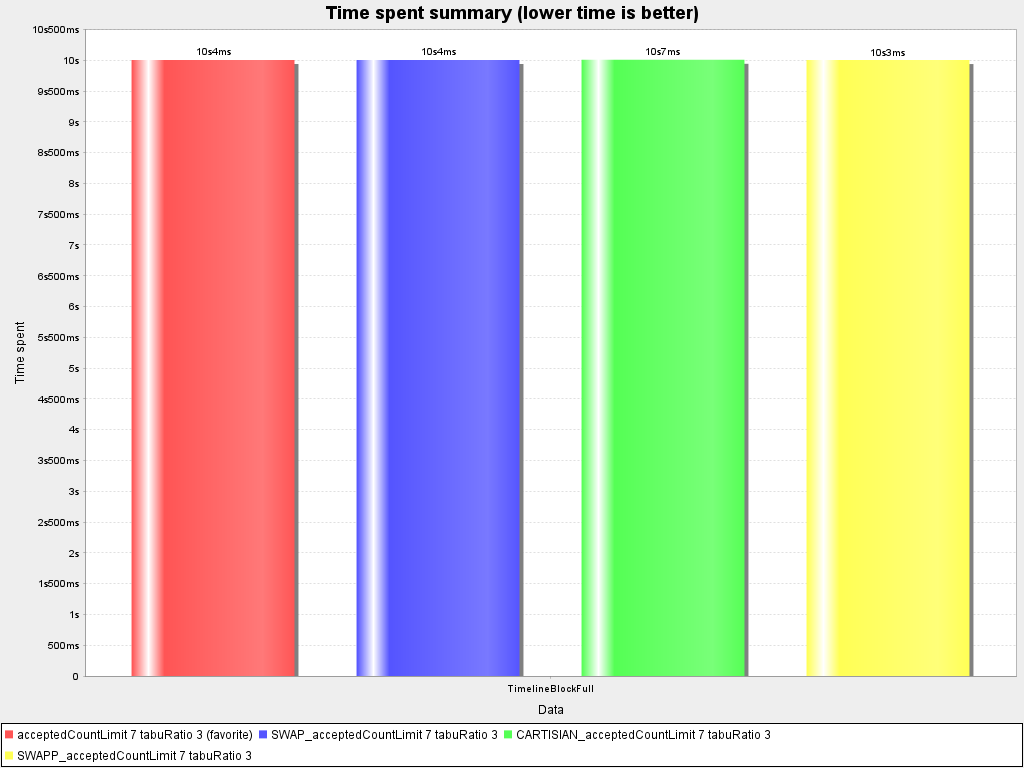 Time spent summary (lower time is better)
10s500ms
10s
9s500ms
9s
8s500ms
8s
7s500ms
7s
6s500ms
6s
5s500ms
5s
4s500ms
4s
3s500ms
3s
2s500ms
2s
1s500ms
1s
500ms
0
Time spent
10s4ms
10s4ms
10s7ms
10s3ms
TimelineBlockFull
Data
acceptedCountLimit 7 tabuRatio 3 (favorite) SWAP_acceptedCountLimit 7 tabuRatio 3 CARTISIAN_acceptedCountLimit 7 tabuRatio 3
SWAPP_acceptedCountLimit 7 tabuRatio 3